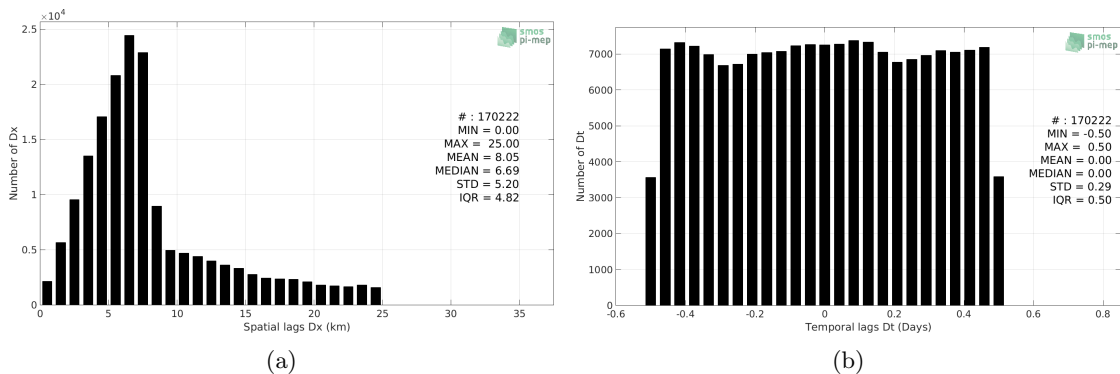 ×10⁴
2.5
2
1.5
1
0.5
0
Number of Dx
0 5 10 15 20 25 30 35
Spatial lags Dx (km)
smos
pi-mep
# : 170222
MIN = 0.00
MAX = 25.00
MEAN = 8.05
MEDIAN = 6.69
STD = 5.20
IQR = 4.82
(a)
7000
6000
5000
4000
3000
2000
1000
0
Number of Dt
-0.6 -0.4 -0.2 0 0.2 0.4 0.6 0.8
Temporal lags Dt (Days)
smos
pi-mep
# : 170222
MIN = -0.50
MAX = 0.50
MEAN = 0.00
MEDIAN = 0.00
STD = 0.29
IQR = 0.50
(b)